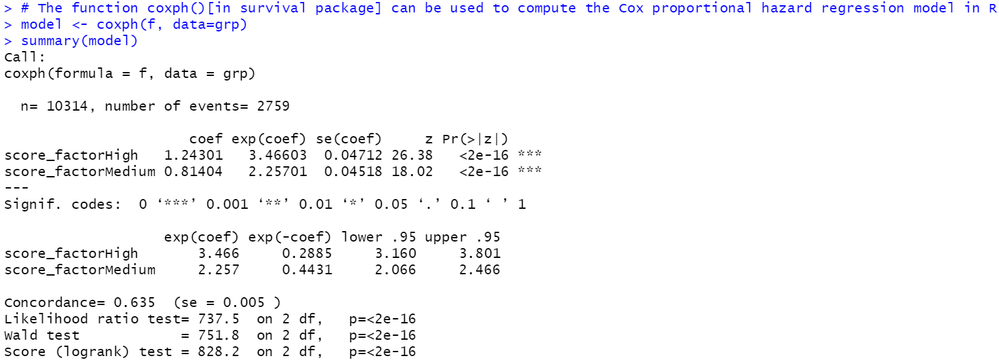 > # The function coxph()[in survival package] can be used to compute the Cox proportional hazard regression model in R
> model <- coxph(f, data=grp)
> summary(model)
Call:
coxph(formula = f, data = grp)
n= 10314, number of events= 2759
coef exp(coef) se(coef) z Pr(>|z|)
score_factorHigh 1.24301 3.46603 0.04712 26.38 <2e-16 ***
score_factorMedium 0.81404 2.25701 0.04518 18.02 <2e-16 ***
---
Signif. codes: 0 ‘***’ 0.001 ‘**’ 0.01 ‘*’ 0.05 ‘.’ 0.1 ‘ ’ 1
exp(coef) exp(-coef) lower .95 upper .95
score_factorHigh 3.466 0.2885 3.160 3.801
score_factorMedium 2.257 0.4431 2.066 2.466
Concordance= 0.635 (se = 0.005 )
Likelihood ratio test= 737.5 on 2 df, p=<2e-16
Wald test = 751.8 on 2 df, p=<2e-16
Score (logrank) test = 828.2 on 2 df, p=<2e-16